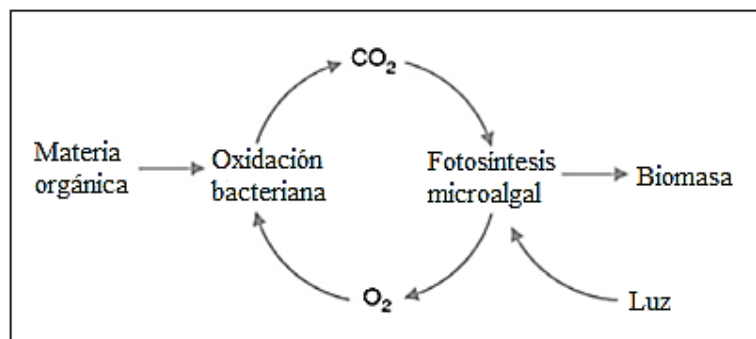 CO₂
Materia
orgánica
Oxidación
bacteriana
Fotosíntesis
microalgal
Biomasa
O₂
Luz